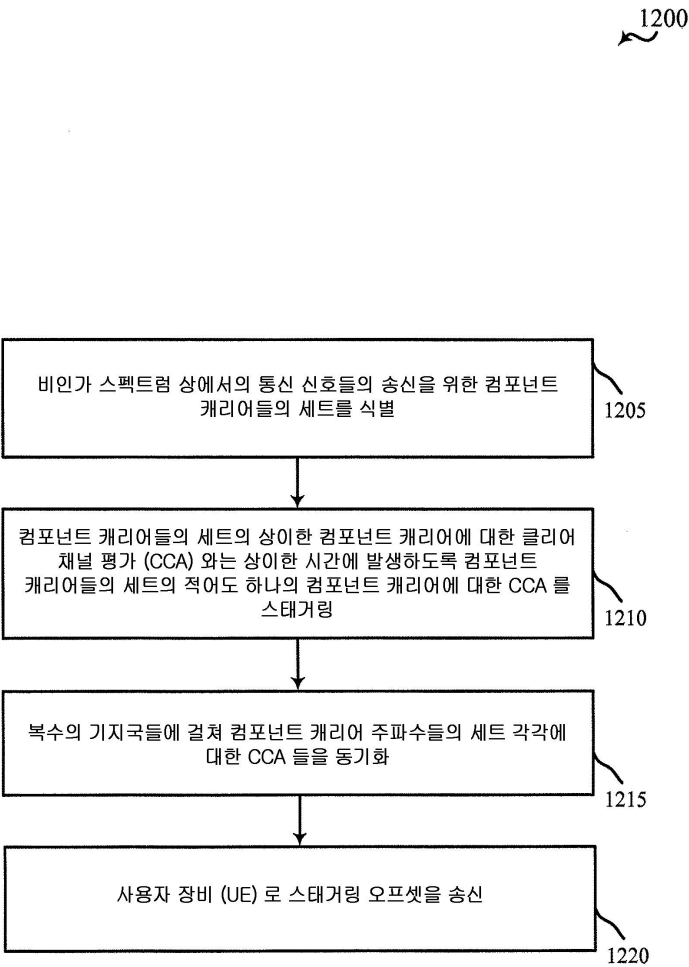 1200
비인가 스펙트럼 상에서의 통신 신호들의 송신을 위한 컴포넌트
캐리어들의 세트를 식별
1205
컴포넌트 캐리어들의 세트의 상이한 컴포넌트 캐리어에 대한 클리어
채널 평가 (CCA) 와는 상이한 시간에 발생하도록 컴포넌트
캐리어들의 세트의 적어도 하나의 컴포넌트 캐리어에 대한 CCA 를
스태거링
1210
복수의 기지국들에 걸쳐 컴포넌트 캐리어 주파수들의 세트 각각에
대한 CCA 들을 동기화
1215
사용자 장비 (UE) 로 스태거링 오프셋을 송신
1220